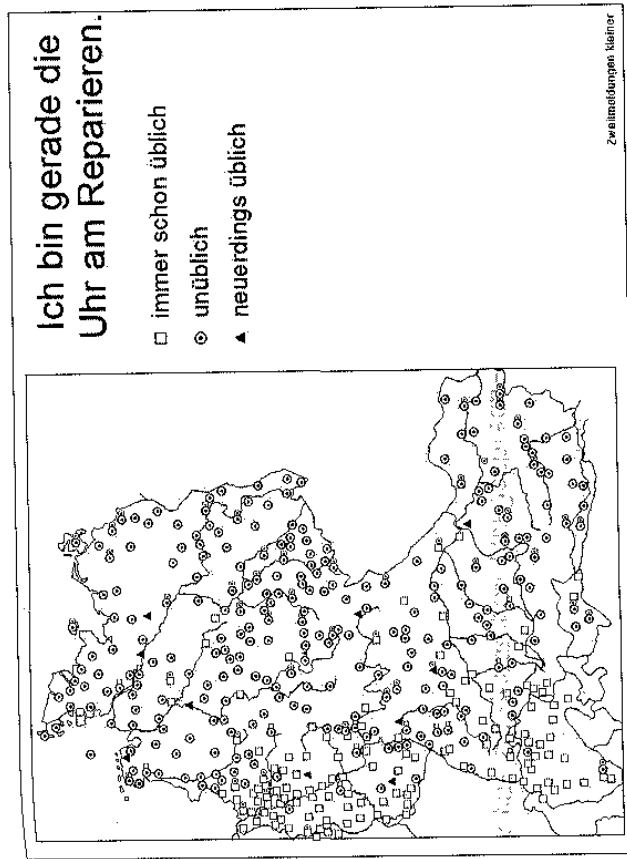 Ich bin gerade die
Uhr am Reparieren.
immer schon üblich
unüblich
neuerdings üblich
Zweitmeldungen kleiner